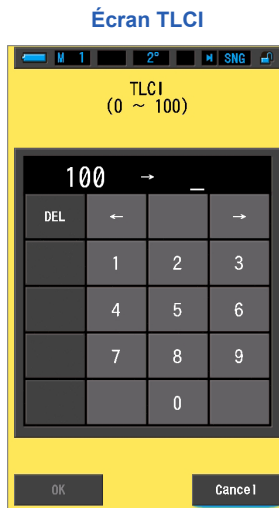 Écran TLCI
M 1 2° SNG
TLCI
(0 ~ 100)
100 → _
DEL ← →
1 2 3
4 5 6
7 8 9
0
OK Cancel